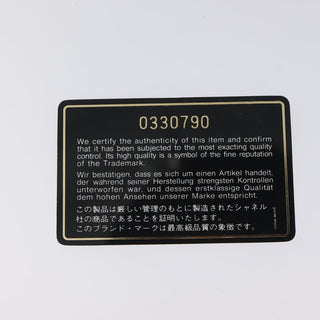 0330790
We certify the authenticity of this item and confirm
that it has been subjected to the most exacting quality
control. Its high quality is a symbol of the fine reputation
of the Trademark.
Wir bestätigen, dass es sich um einen Artikel handelt,
der während seiner Herstellung strengsten Kontrollen
unterworfen war, und dessen erstklassige Qualität
dem hohen Ansehen unserer Marke entspricht.
この製品は厳しい管理のもとに製造されたシャネル
社の商品であることを証明いたします。
このブランド・マークは最高級品質の象徴です。